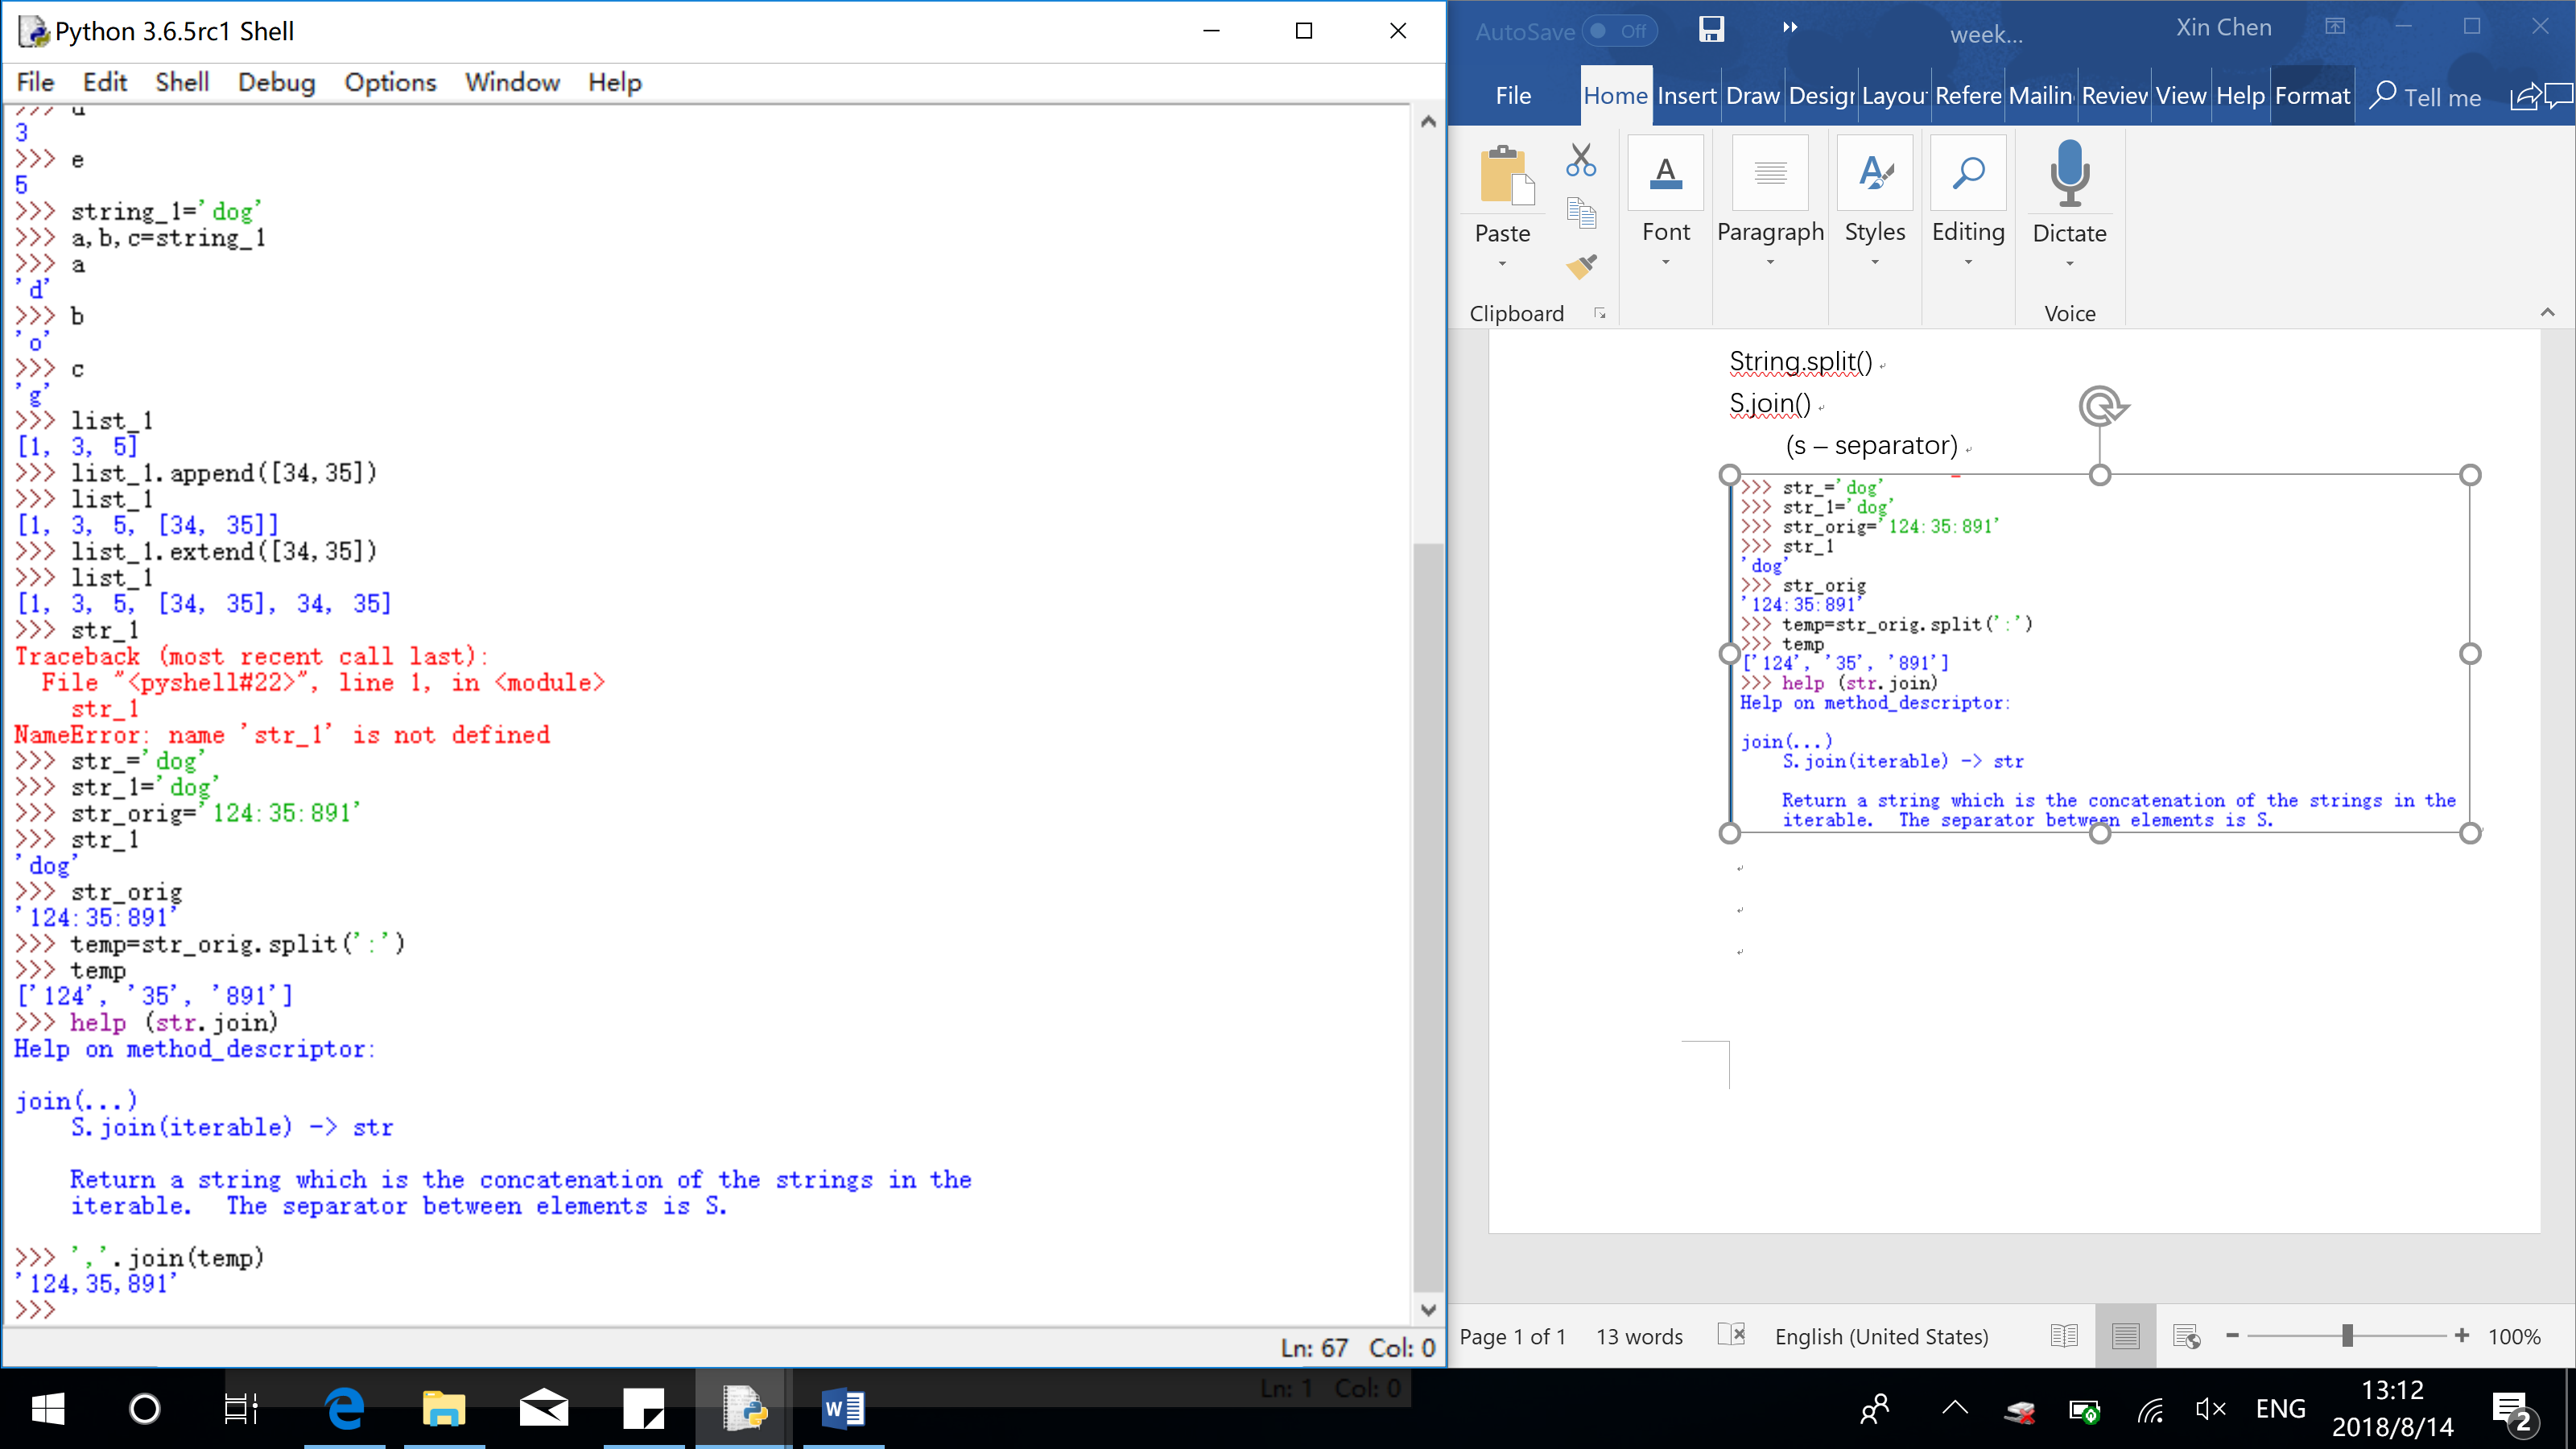 Python 3.6.5rc1 Shell
File Edit Shell Debug Options Window Help
3
>>> e
5
>>> string_1='dog'
>>> a,b,c=string_1
>>> a
'd'
>>> b
'o'
>>> c
'g'
>>> list_1
[1, 3, 5]
>>> list_1.append([34,35])
>>> list_1
[1, 3, 5, [34, 35]]
>>> list_1.extend([34,35])
>>> list_1
[1, 3, 5, [34, 35], 34, 35]
>>> str_1
Traceback (most recent call last):
  File "<pyshell#22>", line 1, in <module>
    str_1
NameError: name 'str_1' is not defined
>>> str_='dog'
>>> str_1='dog'
>>> str_orig='124:35:891'
>>> str_1
'dog'
>>> str_orig
'124:35:891'
>>> temp=str_orig.split(':')
>>> temp
['124', '35', '891']
>>> help (str.join)
Help on method_descriptor:
join(...)
    S.join(iterable) -> str
    Return a string which is the concatenation of the strings in the
    iterable.  The separator between elements is S.
>>> ','.join(temp)
'124,35,891'
>>>
Ln: 67 Col: 0
AutoSave Off week... Xin Chen
File Home Insert Draw Desigr Layou Refere Mailin Review View Help Format Tell me
Paste Font Paragraph Styles Editing Dictate
Clipboard Voice
String.split()
S.join()
(s – separator)
>>> str_='dog'
>>> str_1='dog'
>>> str_orig='124:35:891'
>>> str_1
'dog'
>>> str_orig
'124:35:891'
>>> temp=str_orig.split(':')
>>> temp
['124', '35', '891']
>>> help (str.join)
Help on method_descriptor:
join(...)
    S.join(iterable) -> str
    Return a string which is the concatenation of the strings in the
    iterable.  The separator between elements is S.
Page 1 of 1 13 words English (United States) 100%
Ln: 1 Col: 0
ENG 13:12
2018/8/14
2